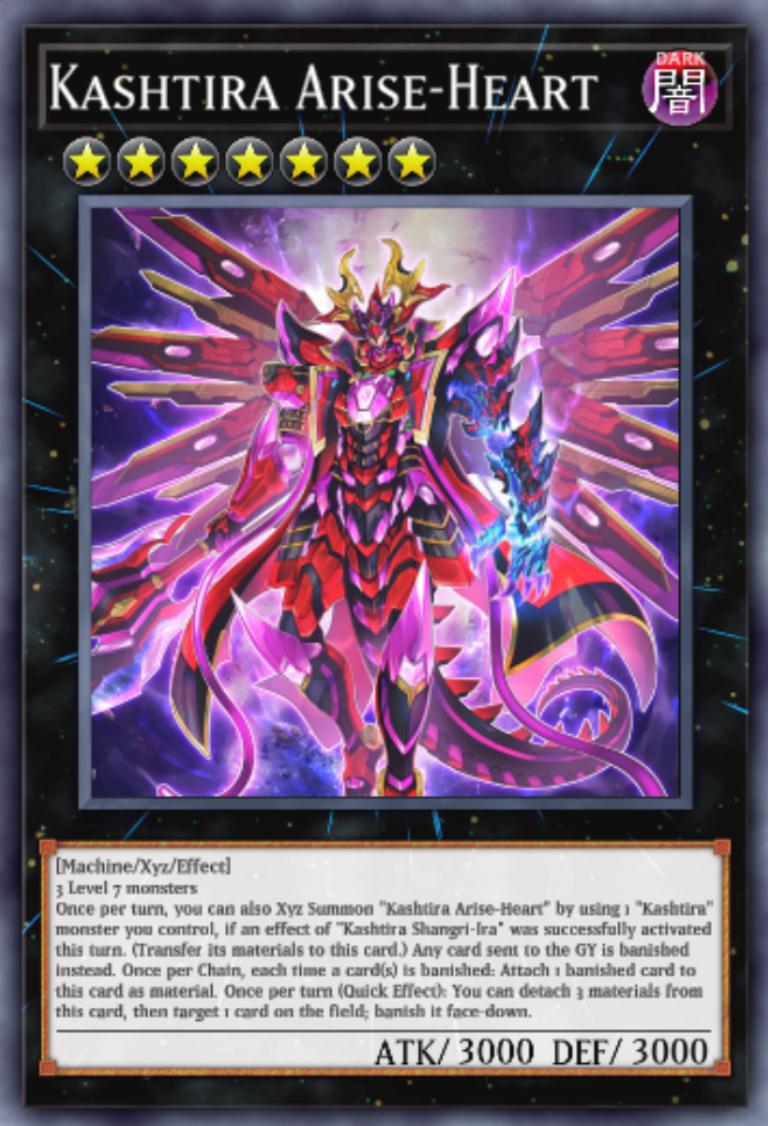 Kashtira Arise-Heart
DARK
闇
[Machine/Xyz/Effect]
3 Level 7 monsters
Once per turn, you can also Xyz Summon "Kashtira Arise-Heart" by using 1 "Kashtira"
monster you control, if an effect of "Kashtira Shangri-Ira" was successfully activated
this turn. (Transfer its materials to this card.) Any card sent to the GY is banished
instead. Once per Chain, each time a card(s) is banished: Attach 1 banished card to
this card as material. Once per turn (Quick Effect): You can detach 3 materials from
this card, then target 1 card on the field; banish it face-down.
ATK/ 3000 DEF/ 3000